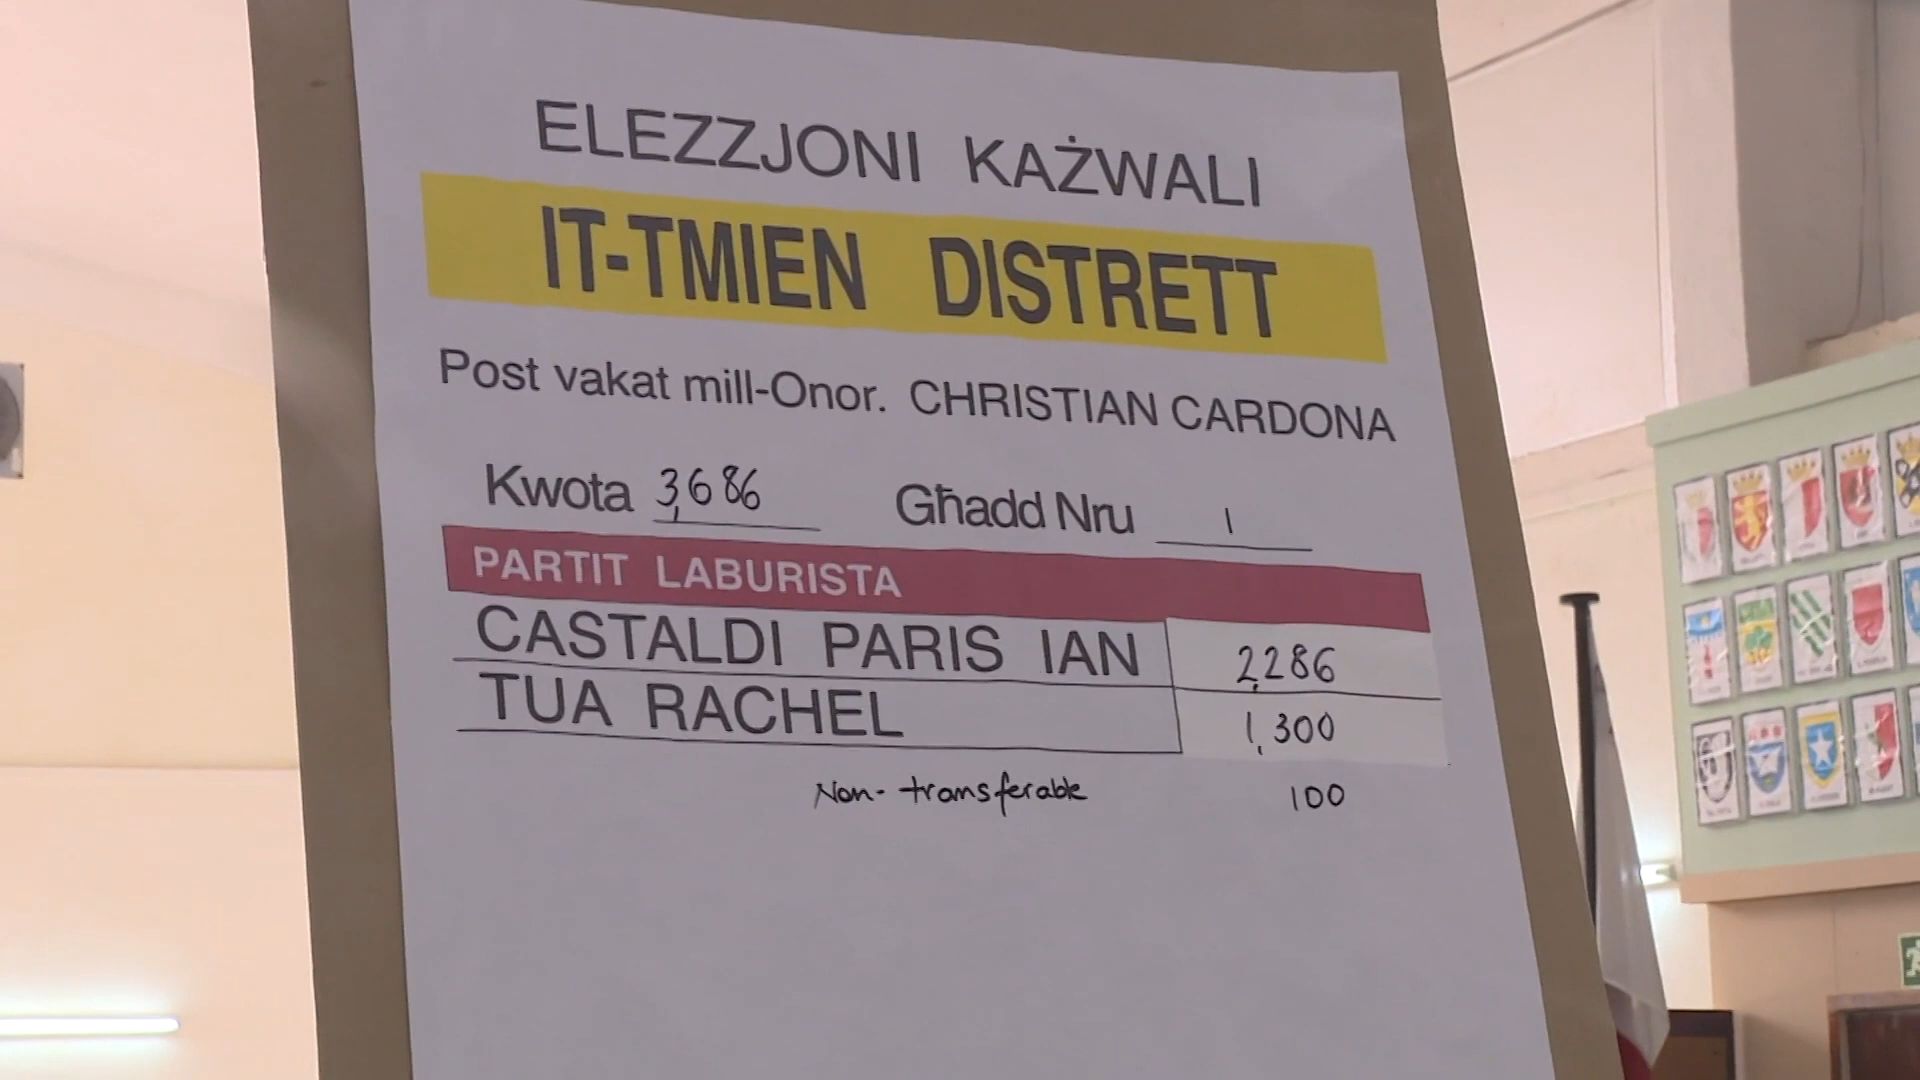 ELEZZJONI KAŻWALI
IT-TMIEN DISTRETT
Post vakat mill-Onor. CHRISTIAN CARDONA
Kwota 3,686 Għadd Nru 1
PARTIT LABURISTA
CASTALDI PARIS IAN 2,286
TUA RACHEL 1,300
Non-transferable 100